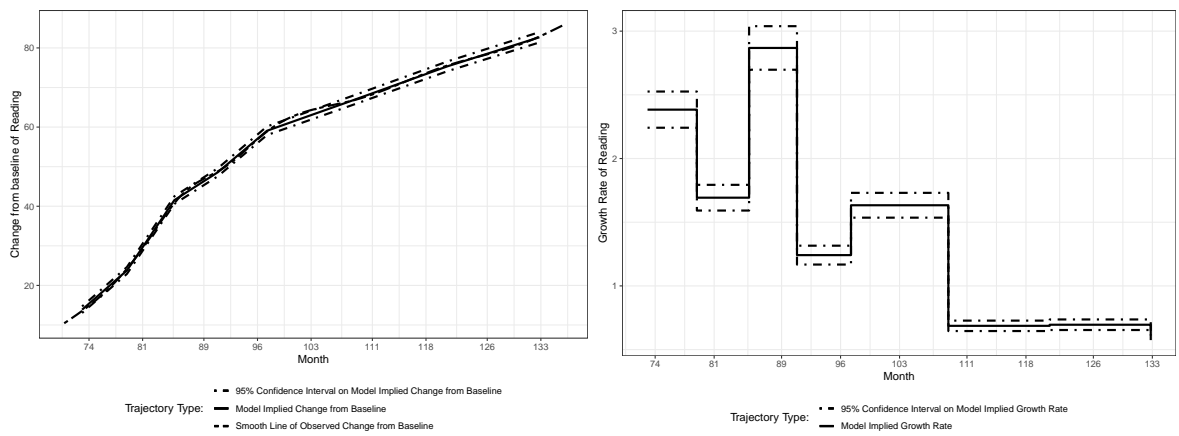 Change from baseline of Reading
80
60
40
20
74 81 89 96 103 111 118 126 133
Month
Trajectory Type:
95% Confidence Interval on Model Implied Change from Baseline
Model Implied Change from Baseline
Smooth Line of Observed Change from Baseline
Growth Rate of Reading
3
2
1
74 81 89 96 103 111 118 126 133
Month
Trajectory Type:
95% Confidence Interval on Model Implied Growth Rate
Model Implied Growth Rate